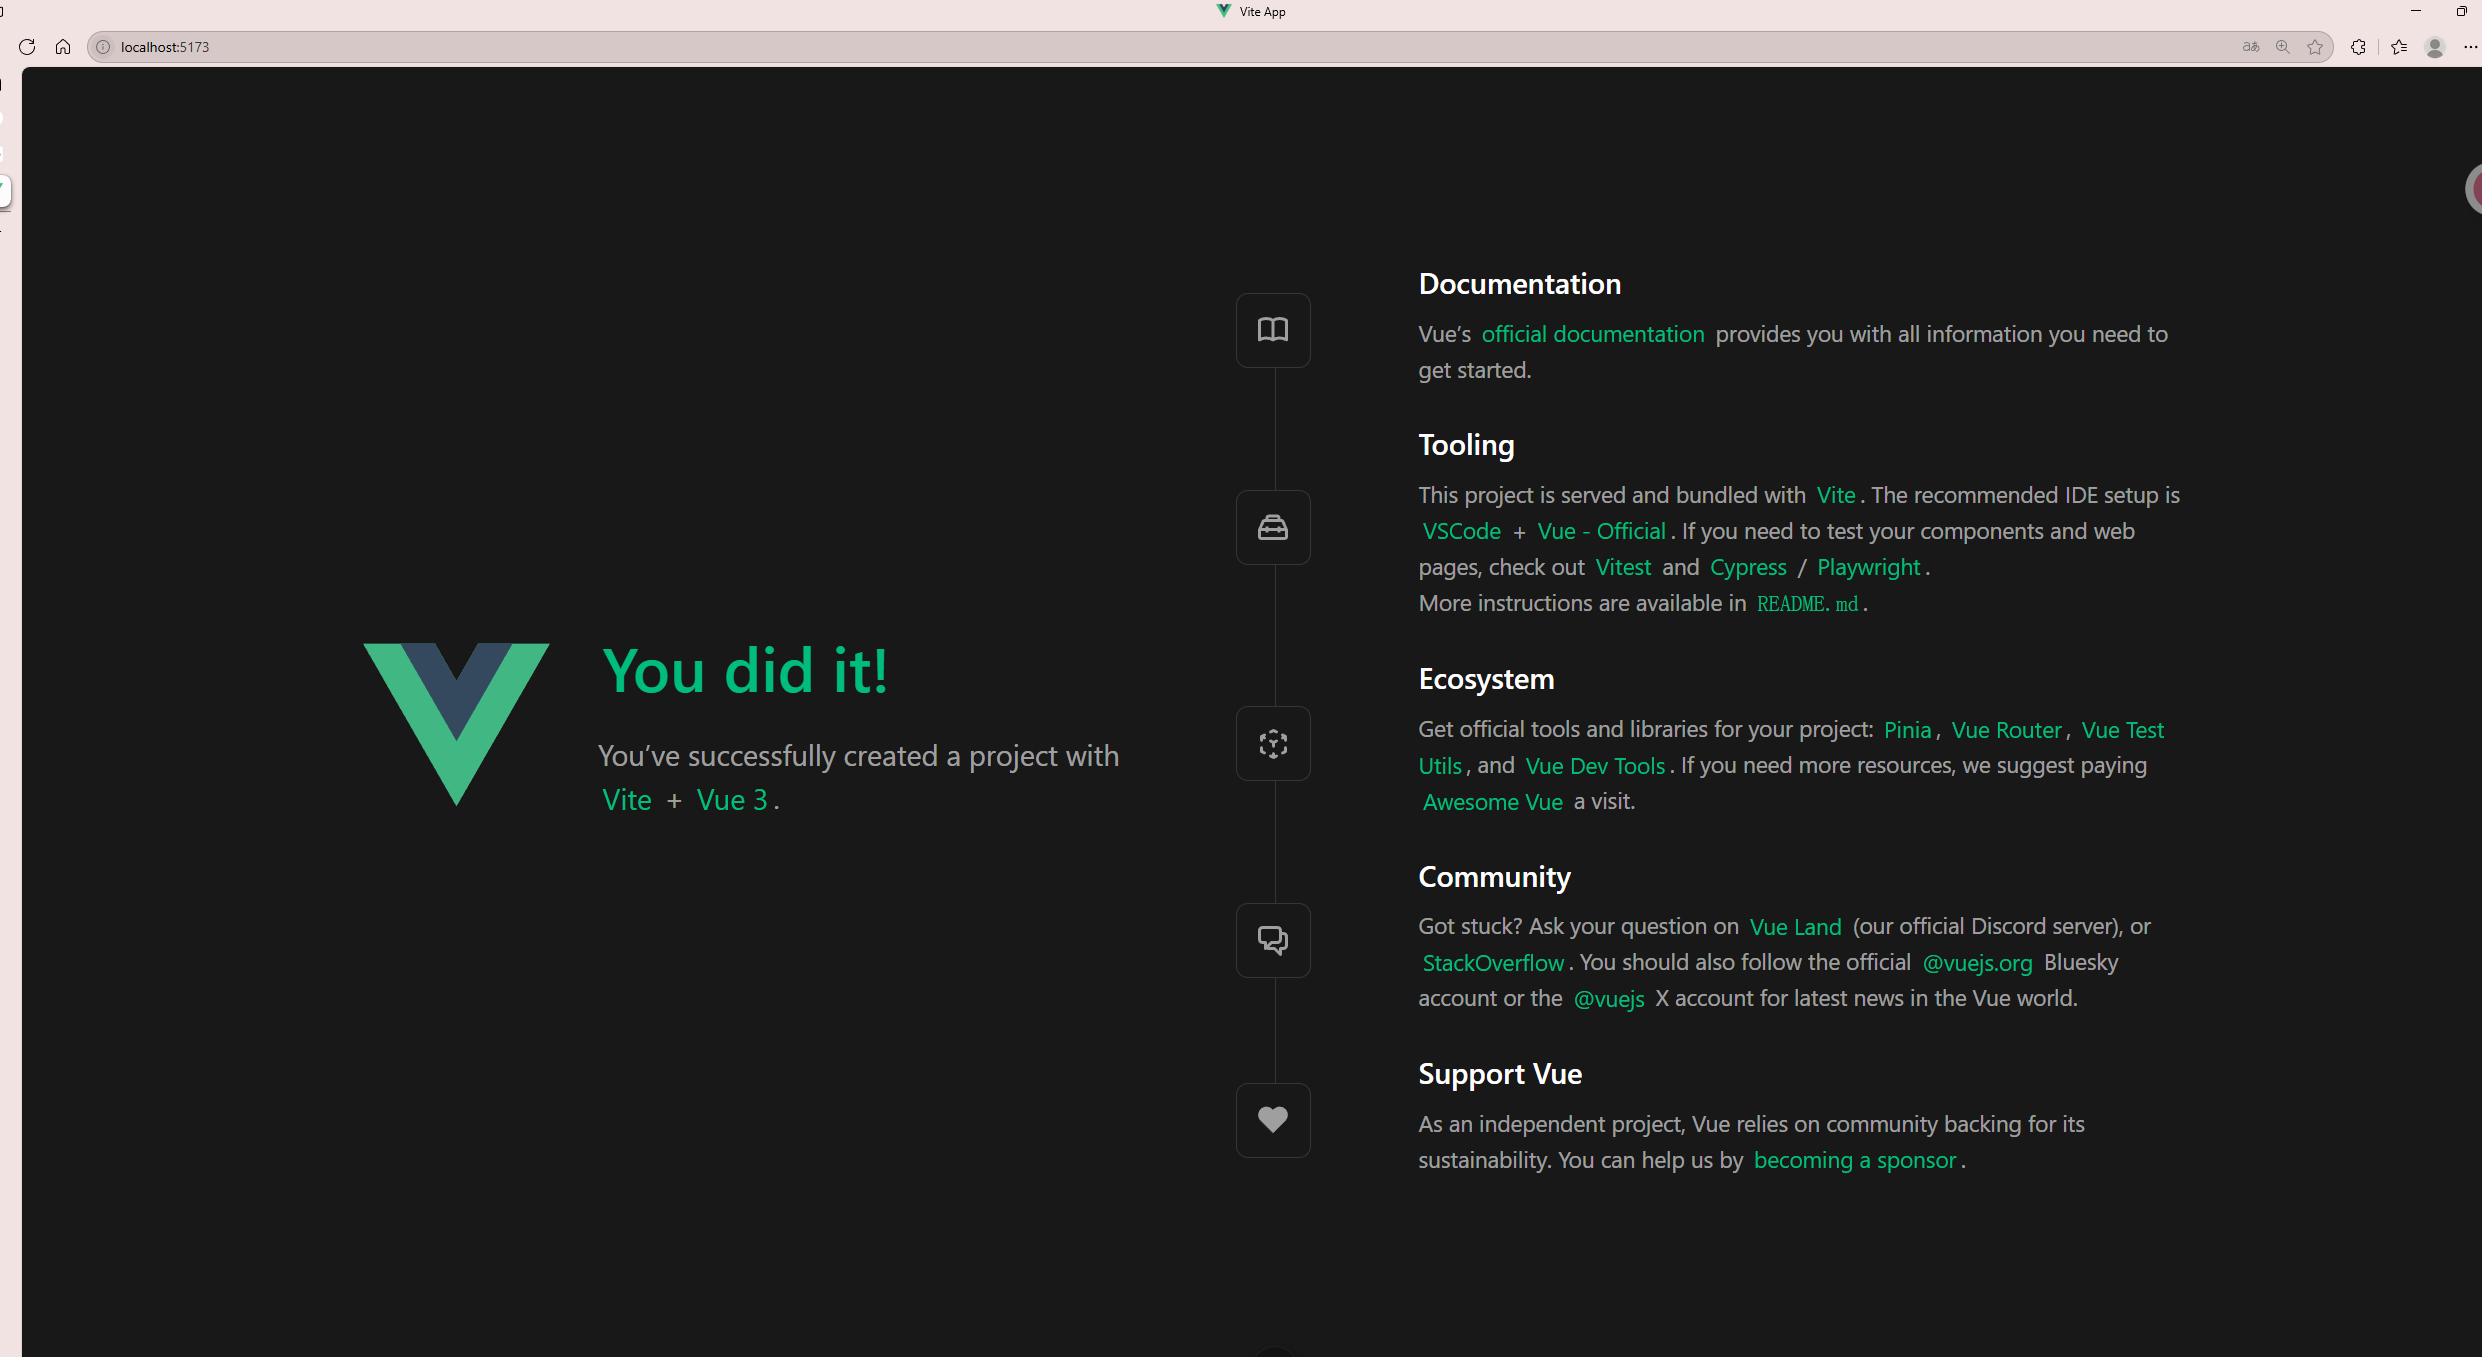 Vite App
localhost:5173
You did it!
You’ve successfully created a project with
Vite + Vue 3.
Documentation
Vue’s official documentation provides you with all information you need to
get started.
Tooling
This project is served and bundled with Vite. The recommended IDE setup is
VSCode + Vue - Official. If you need to test your components and web
pages, check out Vitest and Cypress / Playwright.
More instructions are available in README.md.
Ecosystem
Get official tools and libraries for your project: Pinia, Vue Router, Vue Test
Utils, and Vue Dev Tools. If you need more resources, we suggest paying
Awesome Vue a visit.
Community
Got stuck? Ask your question on Vue Land (our official Discord server), or
StackOverflow. You should also follow the official @vuejs.org Bluesky
account or the @vuejs X account for latest news in the Vue world.
Support Vue
As an independent project, Vue relies on community backing for its
sustainability. You can help us by becoming a sponsor.